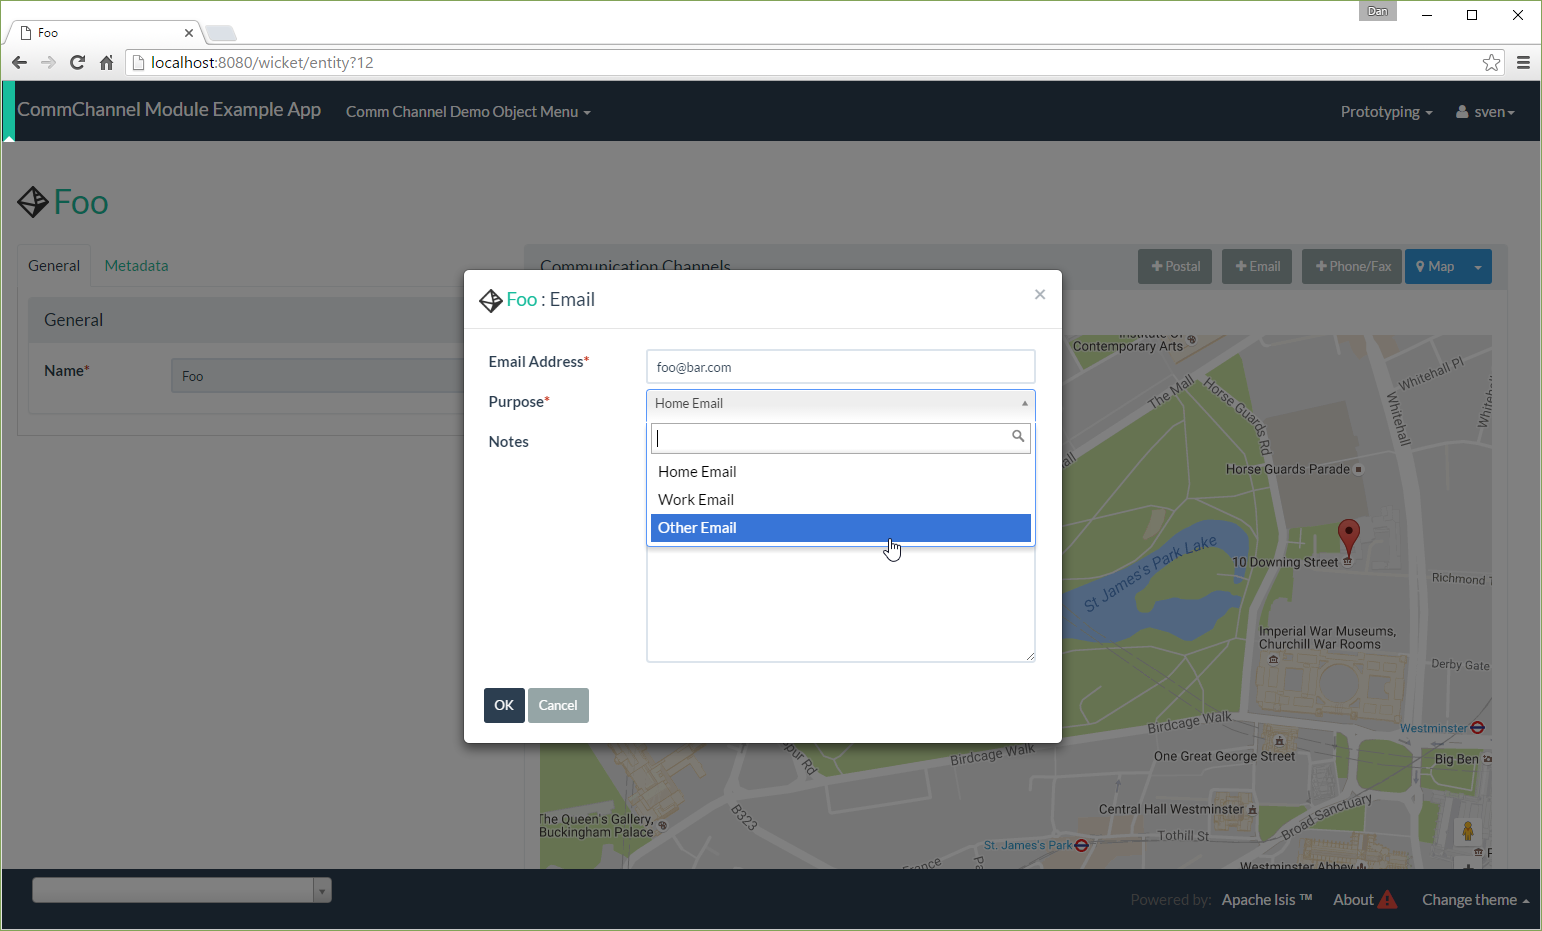 Dan
Foo
localhost:8080/wicket/entity?12
CommChannel Module Example App
Comm Channel Demo Object Menu
Prototyping
sven
Foo
General
Metadata
Communication Channels
Postal
Email
Phone/Fax
Map
General
Name*
Foo
Foo : Email
×
Email Address*
foo@bar.com
Purpose*
Home Email
Notes
Home Email
Work Email
Other Email
OK
Cancel
Contemporary Arts
The Mall
Horse Guards Rd
Whitehall Pl
Whitehall
Horse Guards Parade
St James's Park Lake
10 Downing Street
Richmond
Imperial War Museums,
Churchill War Rooms
Derby Gate
Westminster
Birdcage Walk
Birdcage Walk
One Great George Street
Big Ben
B323
Central Hall Westminster
Broad Sanctuary
The Queen's Gallery,
Buckingham Palace
Tothill St
St. James's Park
Westminster Abbey
Powered by:
Apache Isis ™
About
Change theme